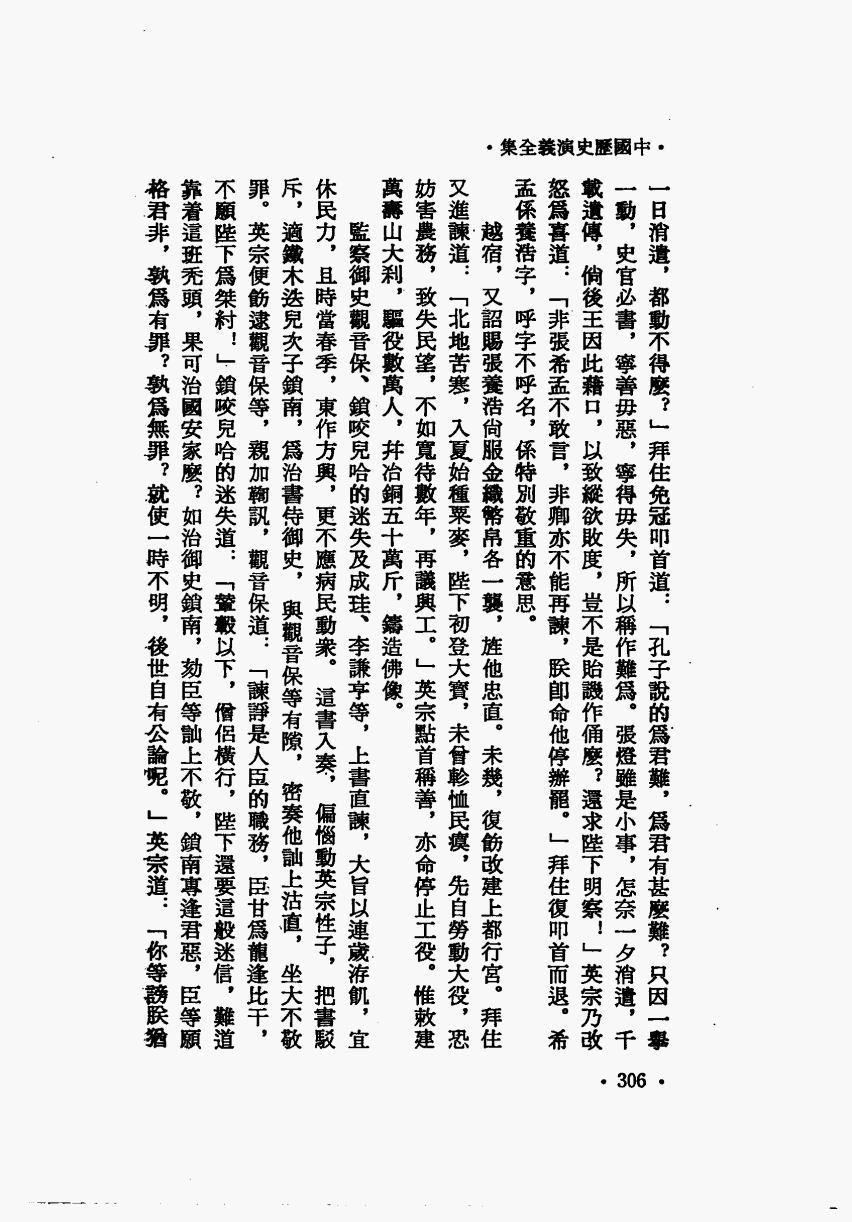 •中國歷史演義全集•
一日消遣，都動不得麼？」拜住免冠叩首道：「孔子說的爲君難，爲君有甚麼難？只因一舉
一動，史官必書，寧善毋惡，寧得毋失，所以稱作難爲。張燈雖是小事，怎奈一夕消遣，千
載遺傳，倘後王因此藉口，以致縱欲敗度，豈不是貽譏作俑麼？還求陛下明察！」英宗乃改
怒爲喜道：「非張希孟不敢言，非卿亦不能再諫，朕卽命他停辦罷。」拜住復叩首而退。希
孟係養浩字，呼字不呼名，係特別敬重的意思。
越宿，又詔賜張養浩尙服金織幣帛各一襲，旌他忠直。未幾，復飭改建上都行宮。拜住
又進諫道：「北地苦寒，入夏始種粟麥，陛下初登大寶，未曾軫恤民瘼，先自勞動大役，恐
妨害農務，致失民望，不如寬待數年，再議興工。」英宗點首稱善，亦命停止工役。惟敕建
萬壽山大刹，驅役數萬人，幷冶銅五十萬斤，鑄造佛像。
監察御史觀音保、鎖咬兒哈的迷失及成珪、李謙亨等，上書直諫，大旨以連歲洊飢，宜
休民力，且時當春季，東作方興，更不應病民動衆。這書入奏，偏惱動英宗性子，把書駁
斥，適鐵木迭兒次子鎖南，爲治書侍御史，與觀音保等有隙，密奏他訕上沽直，坐大不敬
罪。英宗便飭逮觀音保等，親加鞫訊，觀音保道：「諫諍是人臣的職務，臣甘爲龍逢比干，
不願陛下爲桀紂！」鎖咬兒哈的迷失道：「輦轂以下，僧侶橫行，陛下還要這般迷信，難道
靠着這班禿頭，果可治國安家麼？如治御史鎖南，劾臣等訕上不敬，鎖南專逢君惡，臣等願
格君非，孰爲有罪？孰爲無罪？就使一時不明，後世自有公論呢。」英宗道：「你等謗朕猶
•306•